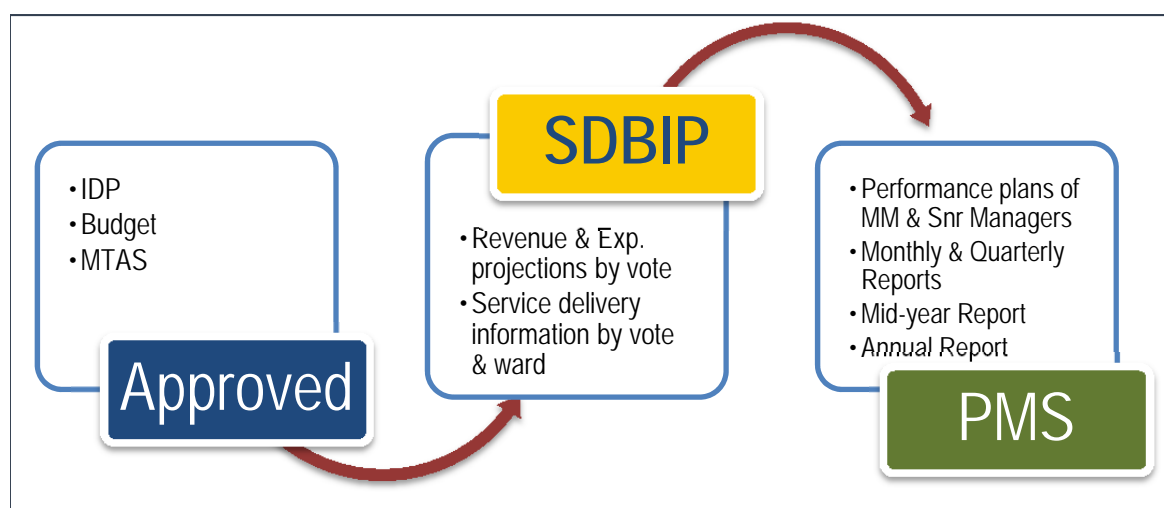 • IDP
• Budget
• MTAS
Approved
SDBIP
• Revenue & Exp.
projections by vote
• Service delivery
information by vote
& ward
• Performance plans of
MM & Snr Managers
• Monthly & Quarterly
Reports
• Mid-year Report
• Annual Report
PMS